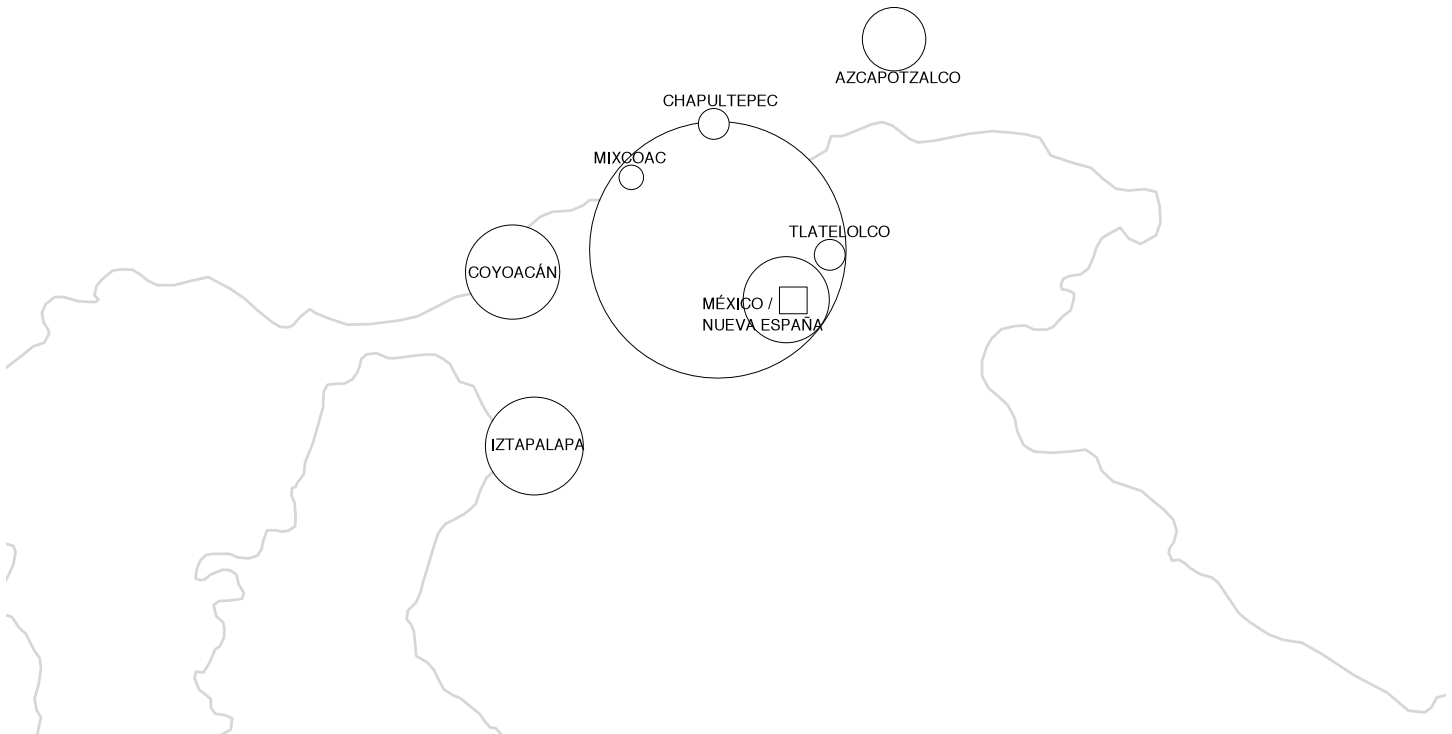 AZCAPOTZALCO
CHAPULTEPEC
MIXCOAC
TLATELOLCO
COYOACÁN
MÉXICO /
NUEVA ESPAÑA
IZTAPALAPA